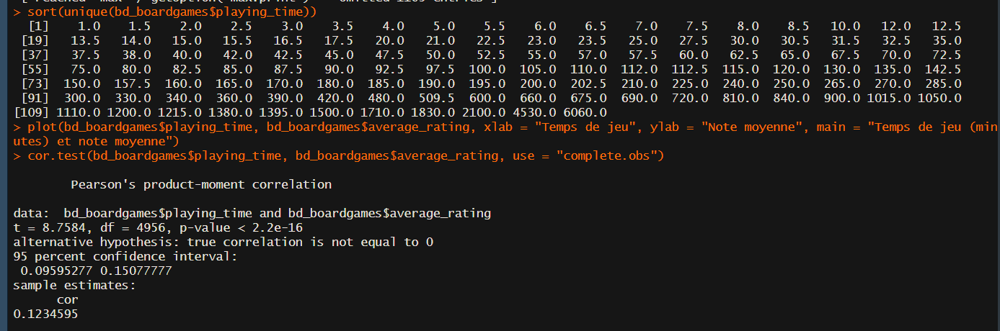 > sort(unique(bd_boardgames$playing_time))
[1] 1.0 1.5 2.0 2.5 3.0 3.5 4.0 5.0 5.5 6.0 6.5 7.0 7.5 8.0 8.5 10.0 12.0 12.5
[19] 13.5 14.0 15.0 15.5 16.5 17.5 20.0 21.0 22.5 23.0 23.5 25.0 27.5 30.0 30.5 31.5 32.5 35.0
[37] 37.5 38.0 40.0 42.0 42.5 45.0 47.5 50.0 52.5 55.0 57.0 57.5 60.0 62.5 65.0 67.5 70.0 72.5
[55] 75.0 80.0 82.5 85.0 87.5 90.0 92.5 97.5 100.0 105.0 110.0 112.0 112.5 115.0 120.0 130.0 135.0 142.5
[73] 150.0 157.5 160.0 165.0 170.0 180.0 185.0 190.0 195.0 200.0 202.5 210.0 225.0 240.0 250.0 265.0 270.0 285.0
[91] 300.0 330.0 340.0 360.0 390.0 420.0 480.0 509.5 600.0 660.0 675.0 690.0 720.0 810.0 840.0 900.0 1015.0 1050.0
[109] 1110.0 1200.0 1215.0 1380.0 1395.0 1500.0 1710.0 1830.0 2100.0 4530.0 6060.0
> plot(bd_boardgames$playing_time, bd_boardgames$average_rating, xlab = "Temps de jeu", ylab = "Note moyenne", main = "Temps de jeu (min
utes) et note moyenne")
> cor.test(bd_boardgames$playing_time, bd_boardgames$average_rating, use = "complete.obs")
Pearson's product-moment correlation
data: bd_boardgames$playing_time and bd_boardgames$average_rating
t = 8.7584, df = 4956, p-value < 2.2e-16
alternative hypothesis: true correlation is not equal to 0
95 percent confidence interval:
0.09595277 0.15077777
sample estimates:
cor
0.1234595